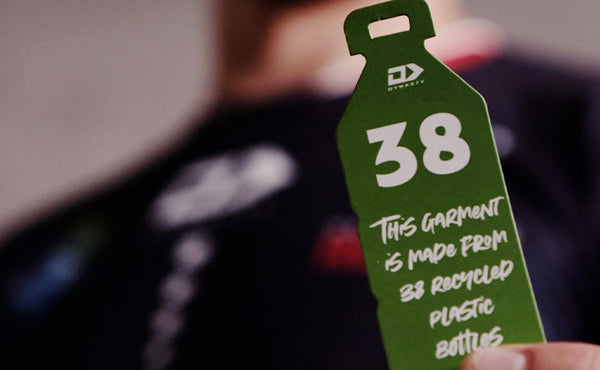 DYNASTY
38
THIS GARMENT
IS MADE FROM
38 RECYCLED
PLASTIC
BOTTLES